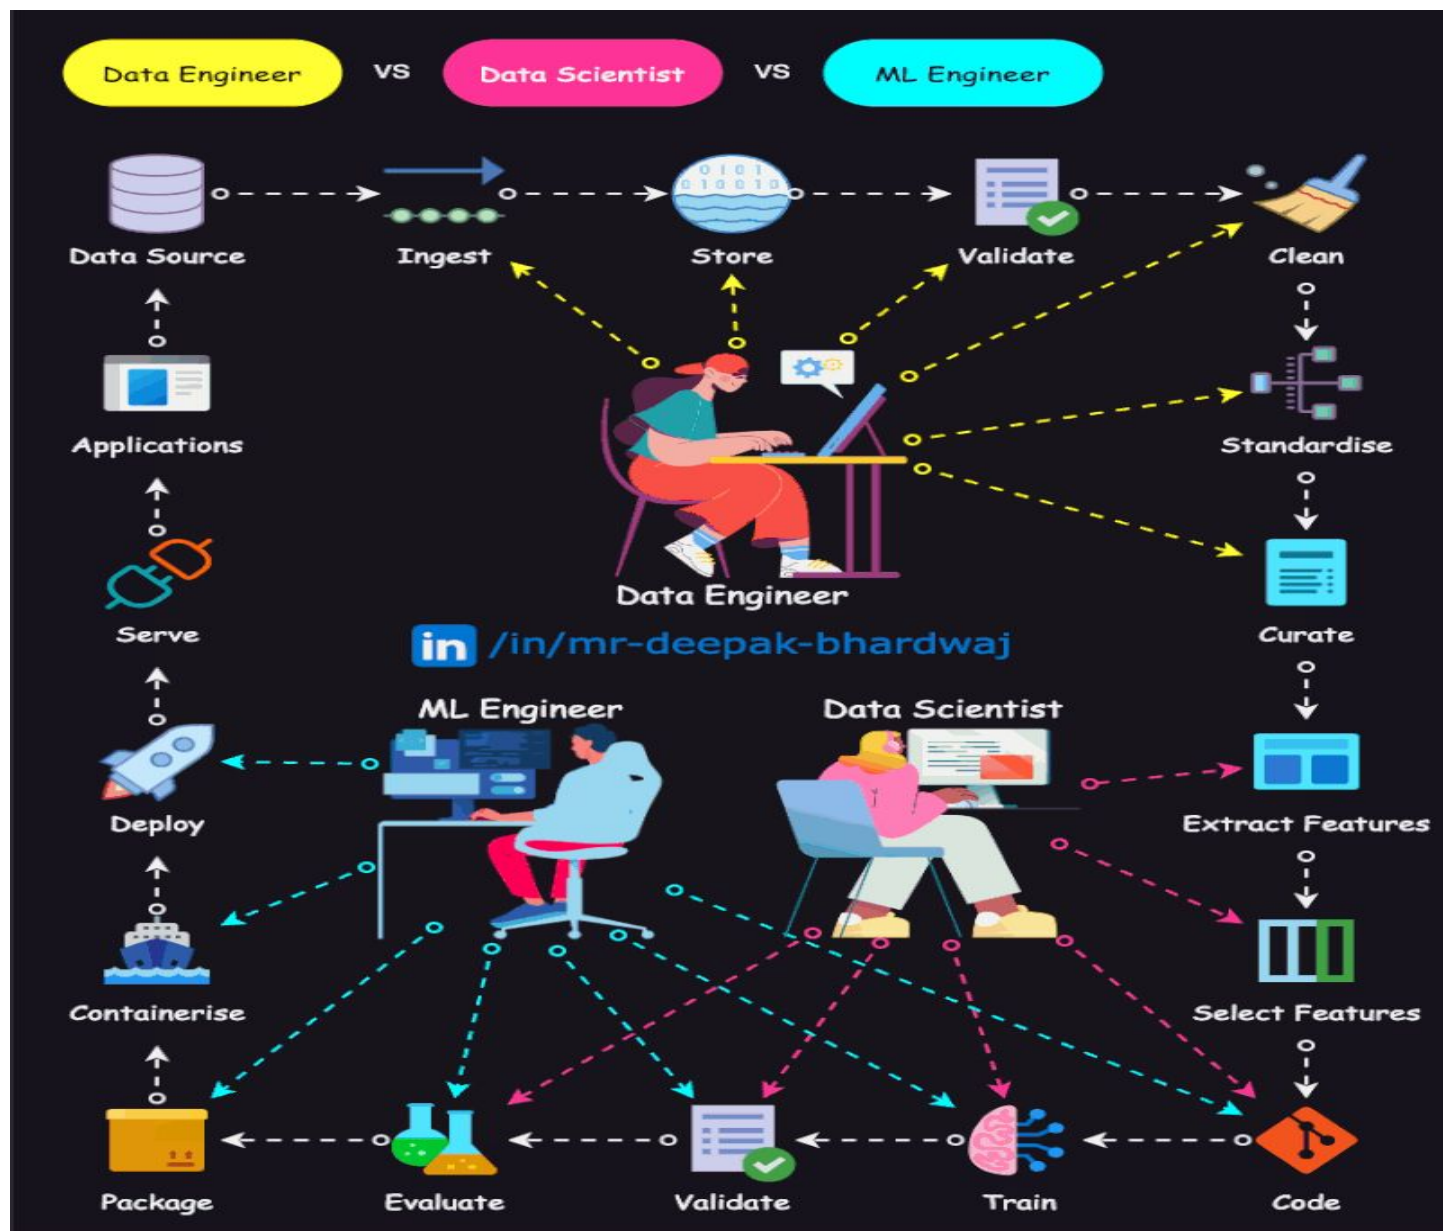 Data Engineer vs Data Scientist vs ML Engineer
0101
010010
Data Source Ingest Store Validate Clean
Applications Standardise
Data Engineer
Serve Curate
in /in/mr-deepak-bhardwaj
ML Engineer Data Scientist
Deploy Extract Features
Containerise Select Features
Package Evaluate Validate Train Code